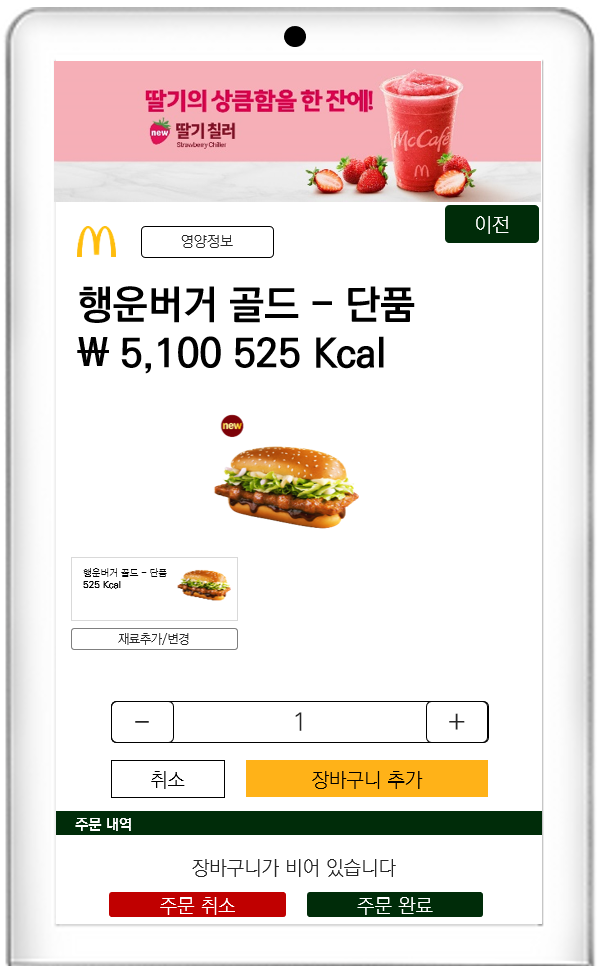 딸기의 상큼함을 한 잔에!
new 딸기 칠러
Strawberry Chiller
McCafé
이전
영양정보
행운버거 골드 - 단품
₩ 5,100 525 Kcal
new
행운버거 골드 - 단품
525 Kcal
재료추가/변경
− 1 +
취소 장바구니 추가
주문 내역
장바구니가 비어 있습니다
주문 취소 주문 완료